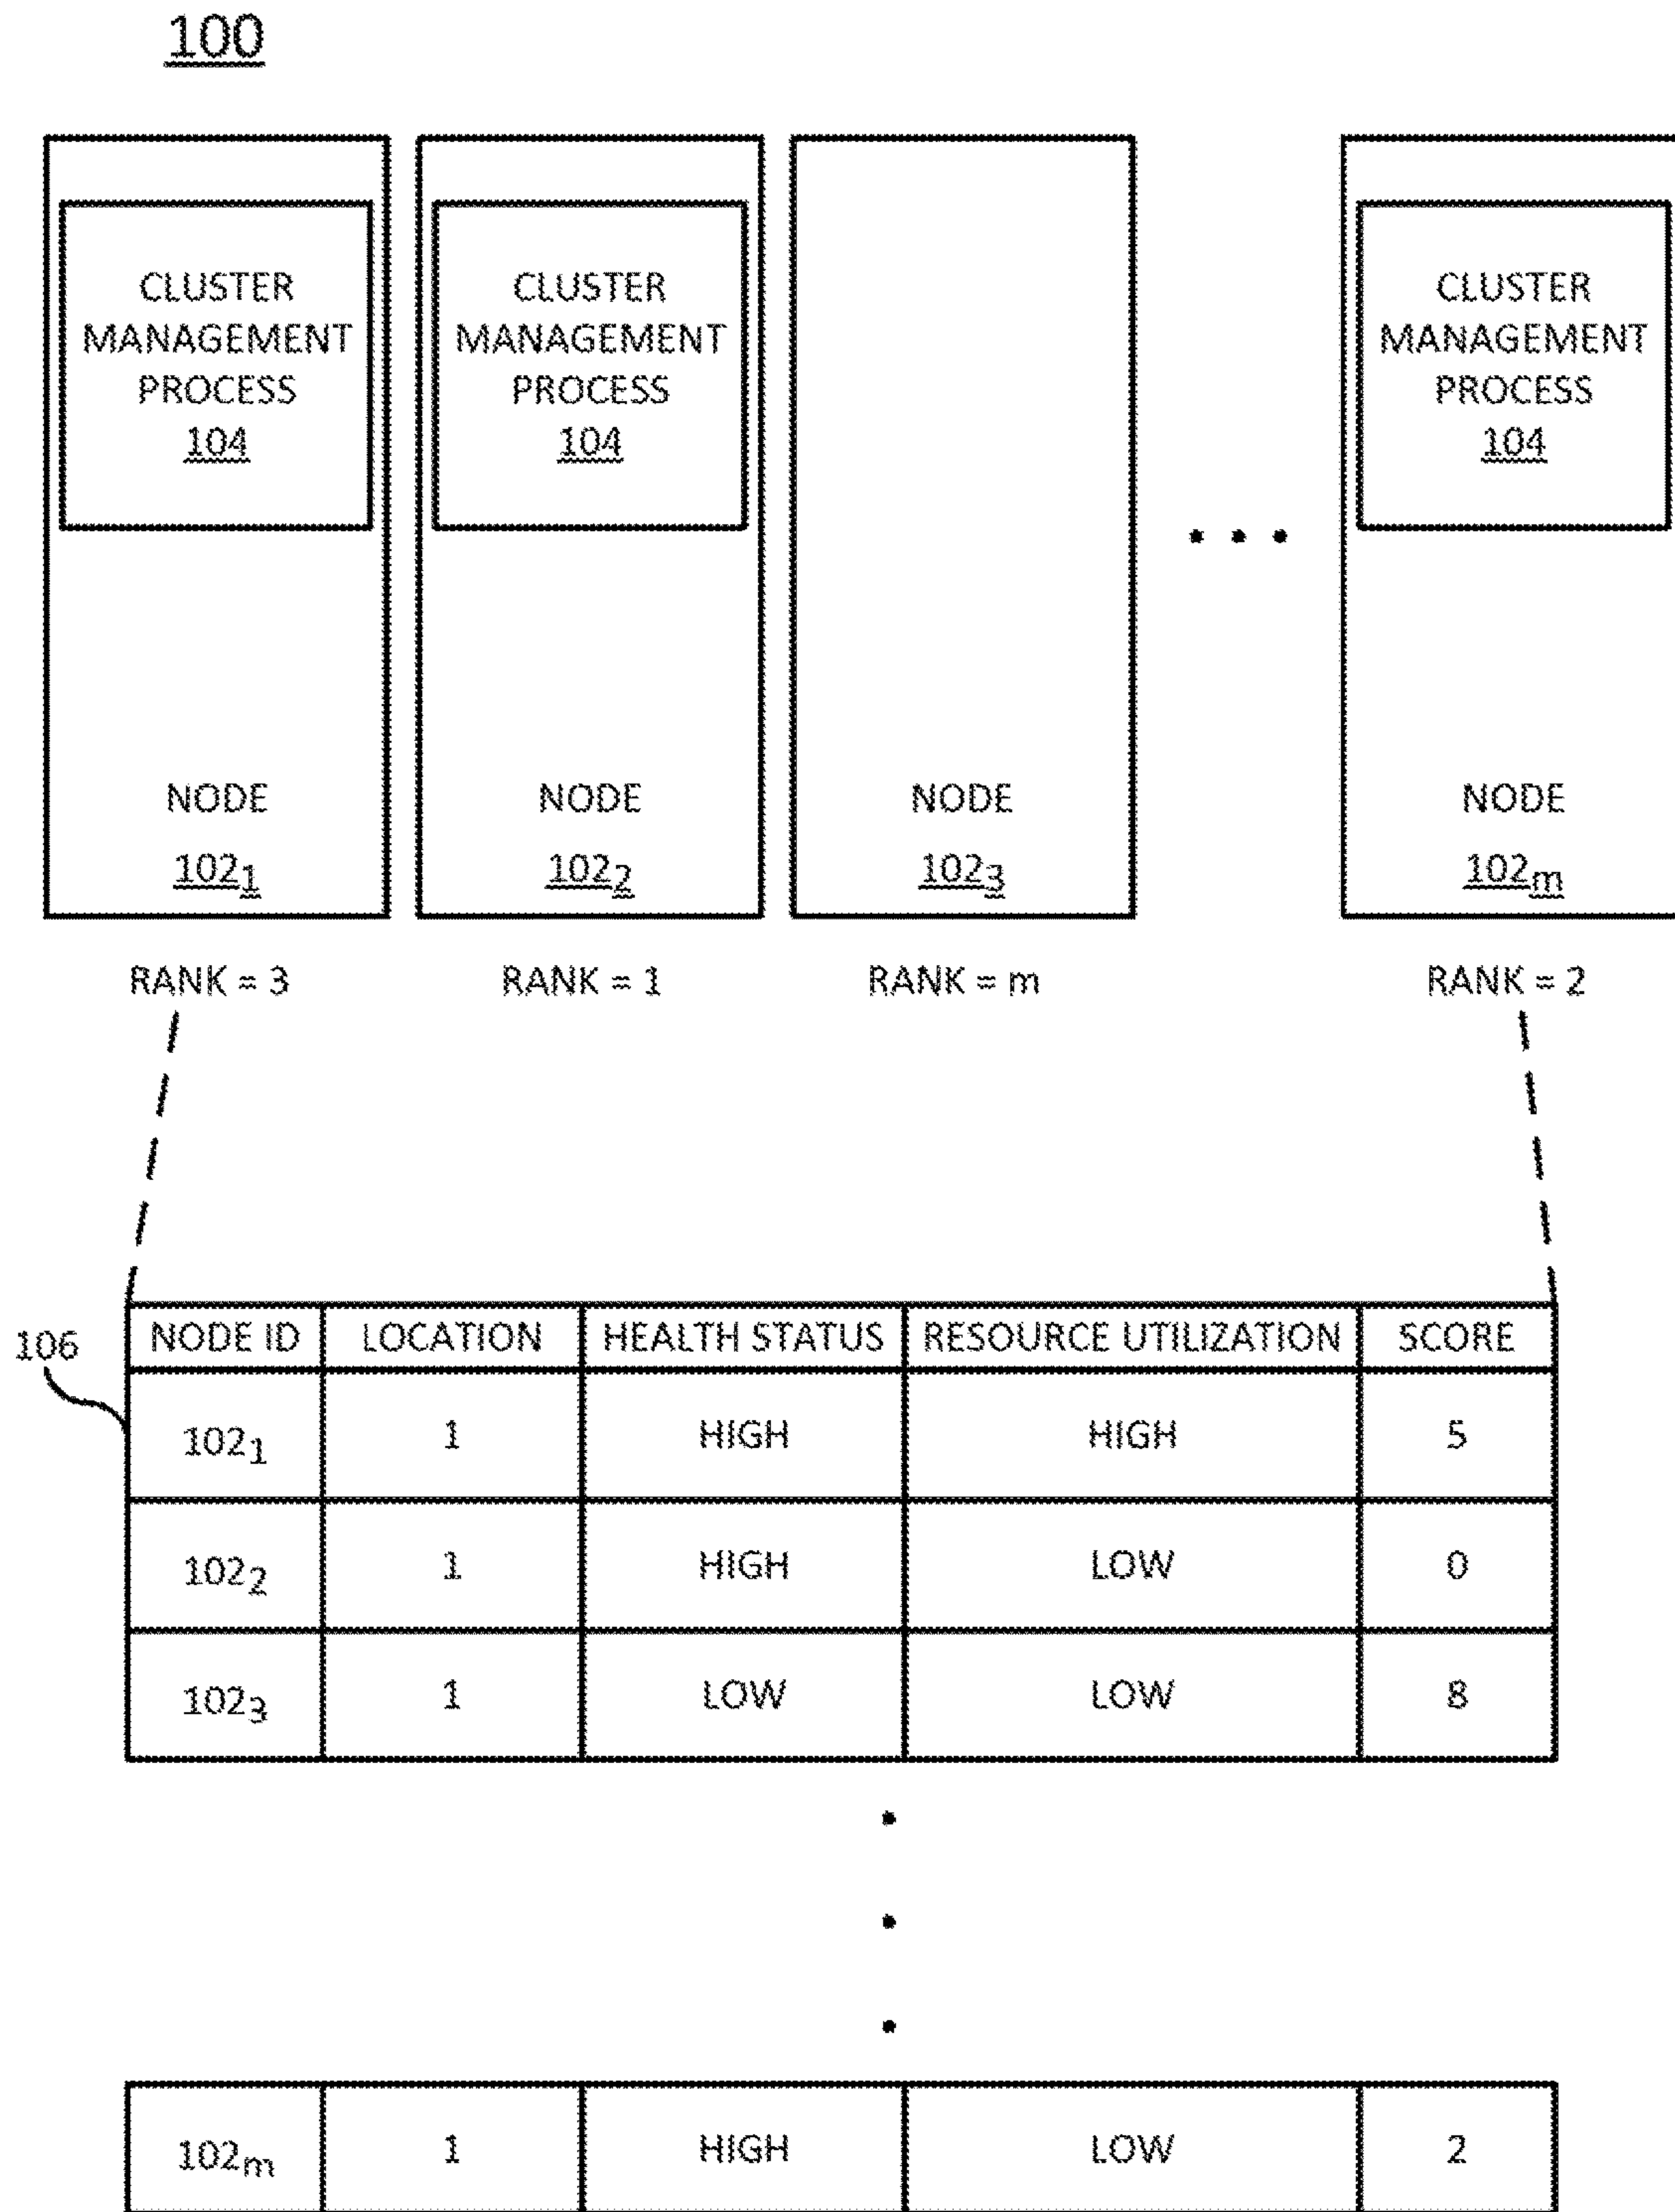 100
CLUSTER
MANAGEMENT
PROCESS
104
NODE
102₁
RANK = 3
CLUSTER
MANAGEMENT
PROCESS
104
NODE
102₂
RANK = 1
NODE
102₃
RANK = m
• • •
CLUSTER
MANAGEMENT
PROCESS
104
NODE
102ₘ
RANK = 2
106
NODE ID LOCATION HEALTH STATUS RESOURCE UTILIZATION SCORE
102₁ 1 HIGH HIGH 5
102₂ 1 HIGH LOW 0
102₃ 1 LOW LOW 8
102ₘ 1 HIGH LOW 2